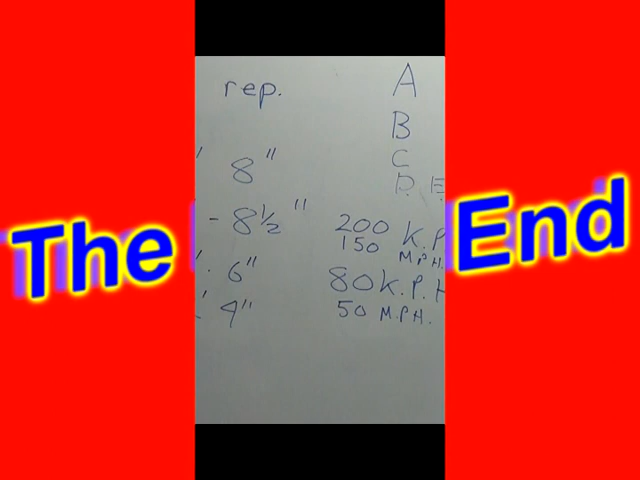 rep. A
B
" 8" C
D. E
- 8½" 200 K.P
150 M.P.H.
The End
". 6" 80 K.P.H
" 4" 50 M.P.H.